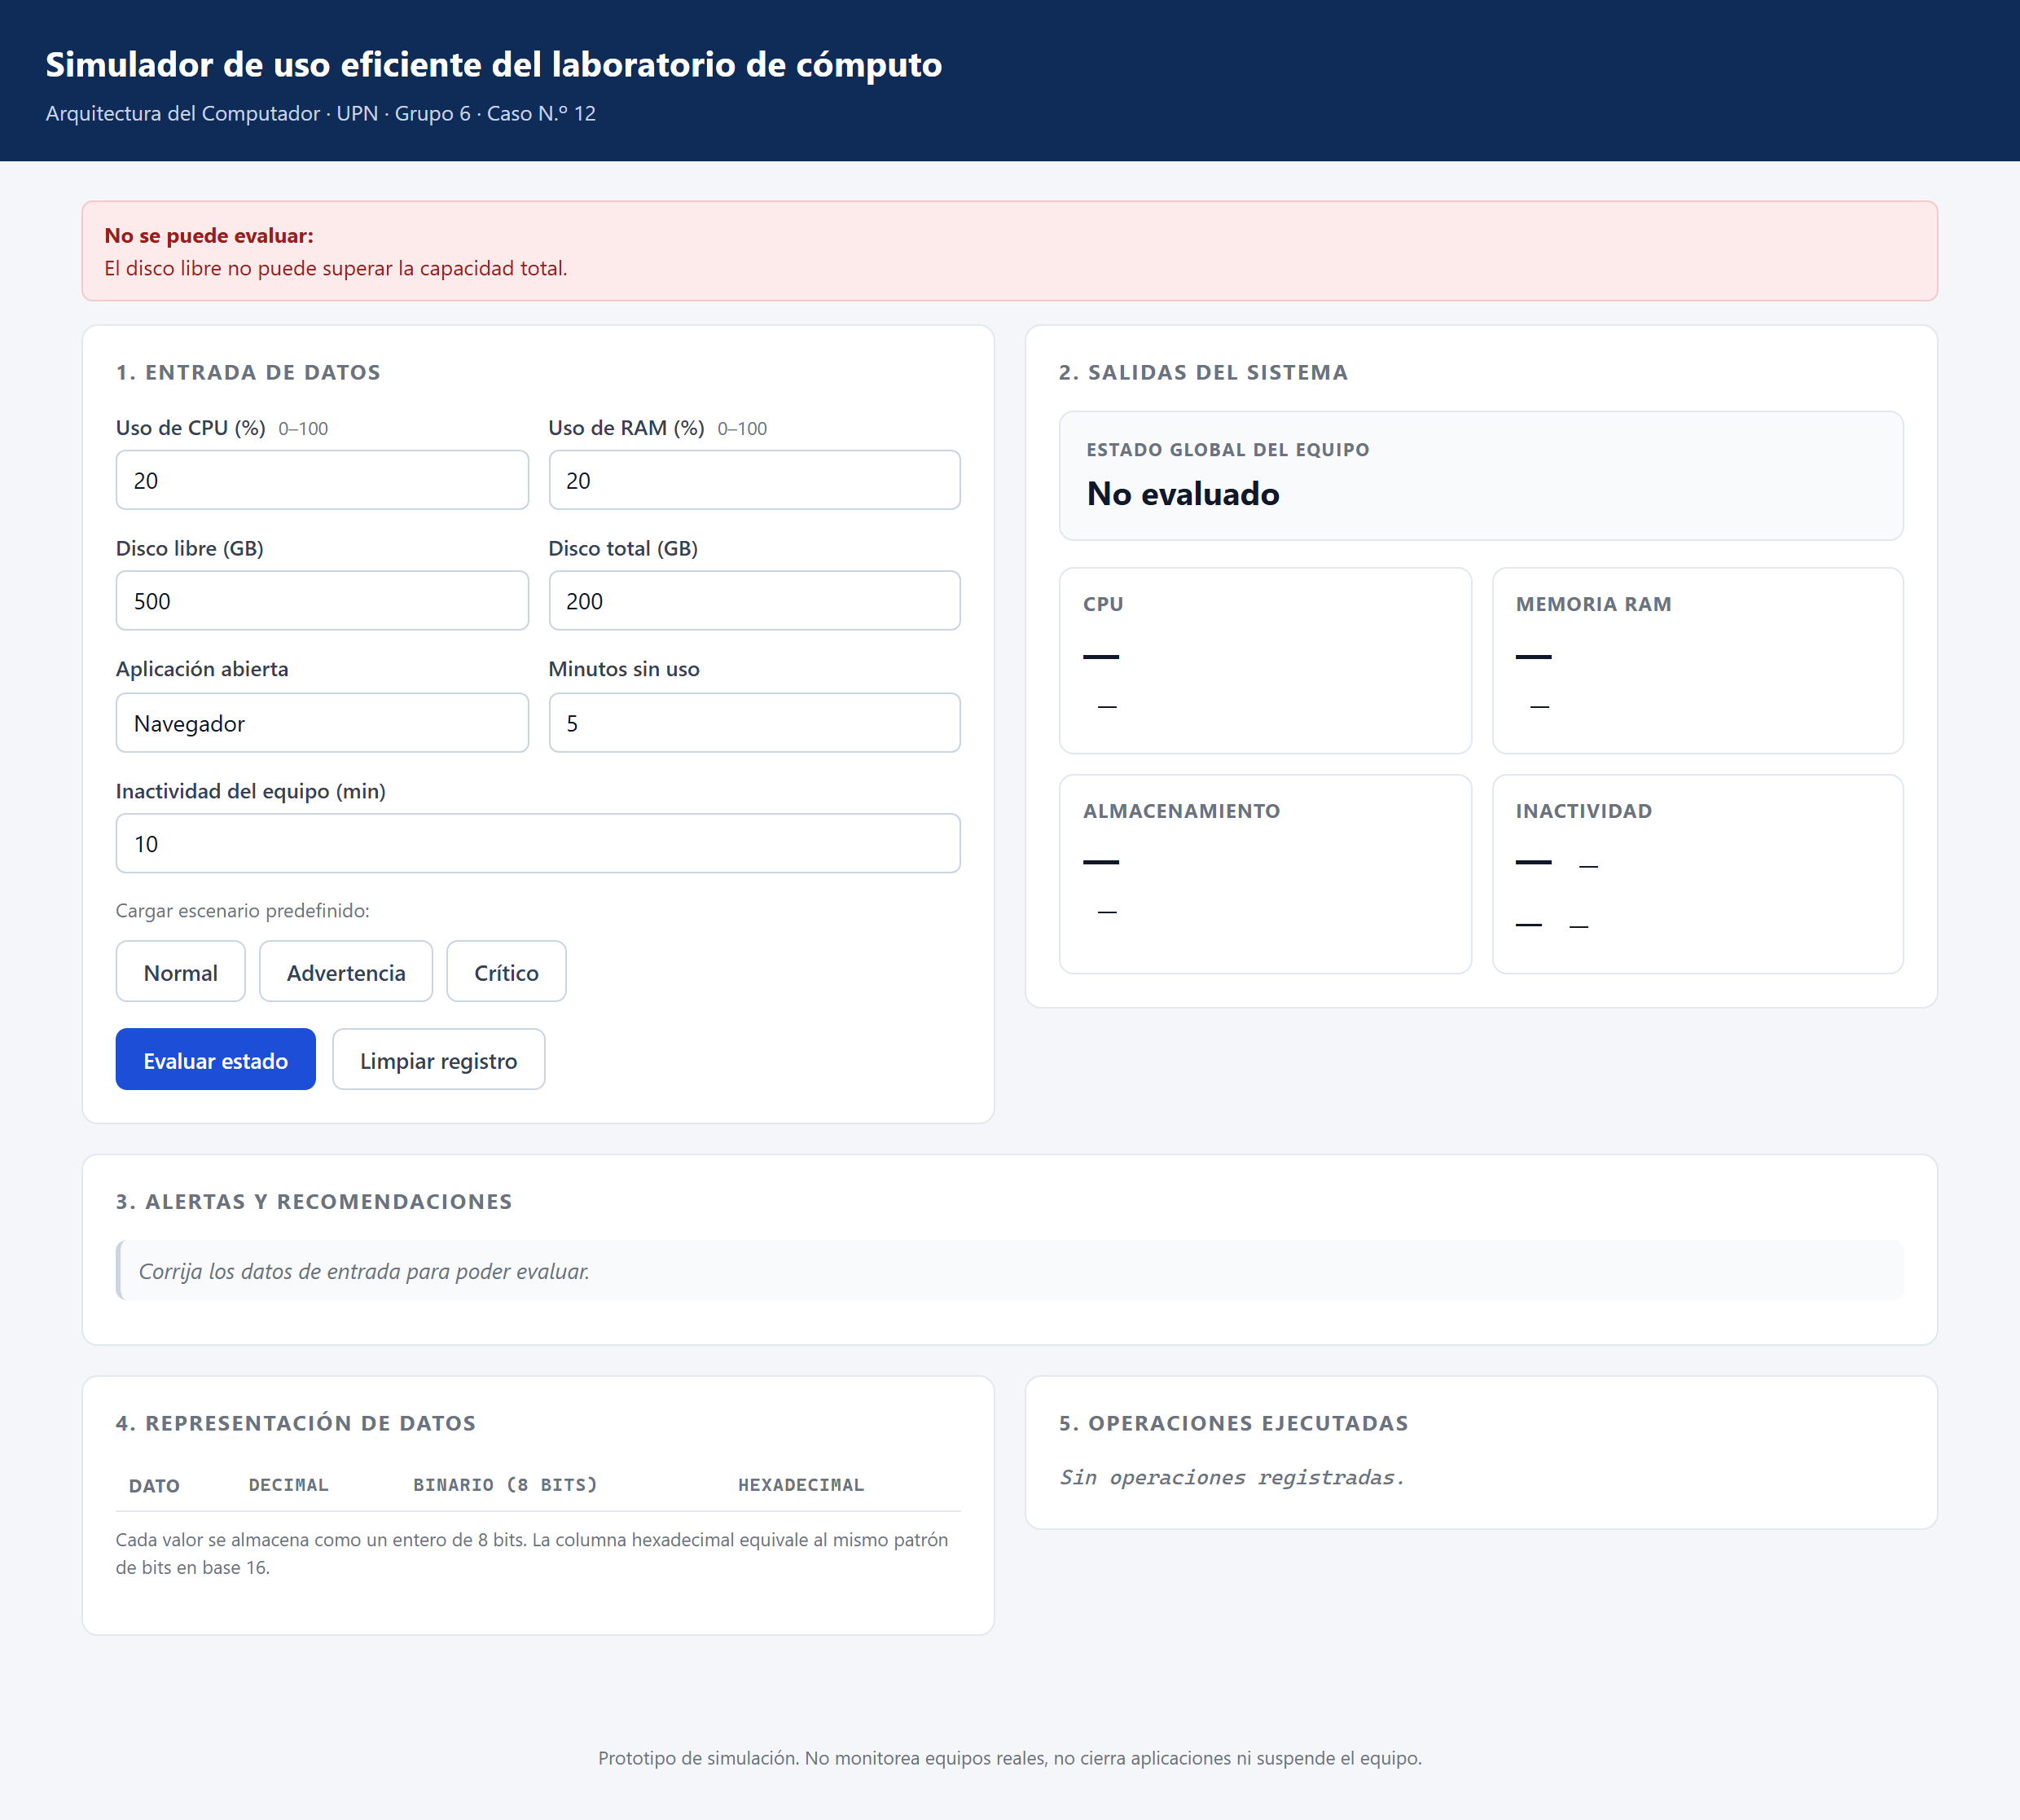 Simulador de uso eficiente del laboratorio de cómputo
Arquitectura del Computador · UPN · Grupo 6 · Caso N.º 12
No se puede evaluar:
El disco libre no puede superar la capacidad total.
1. ENTRADA DE DATOS
Uso de CPU (%) 0–100
20
Uso de RAM (%) 0–100
20
Disco libre (GB)
500
Disco total (GB)
200
Aplicación abierta
Navegador
Minutos sin uso
5
Inactividad del equipo (min)
10
Cargar escenario predefinido:
Normal
Advertencia
Crítico
Evaluar estado
Limpiar registro
2. SALIDAS DEL SISTEMA
ESTADO GLOBAL DEL EQUIPO
No evaluado
CPU
—
—
MEMORIA RAM
—
—
ALMACENAMIENTO
—
—
INACTIVIDAD
— —
— —
3. ALERTAS Y RECOMENDACIONES
Corrija los datos de entrada para poder evaluar.
4. REPRESENTACIÓN DE DATOS
DATO DECIMAL BINARIO (8 BITS) HEXADECIMAL
Cada valor se almacena como un entero de 8 bits. La columna hexadecimal equivale al mismo patrón
de bits en base 16.
5. OPERACIONES EJECUTADAS
Sin operaciones registradas.
Prototipo de simulación. No monitorea equipos reales, no cierra aplicaciones ni suspende el equipo.